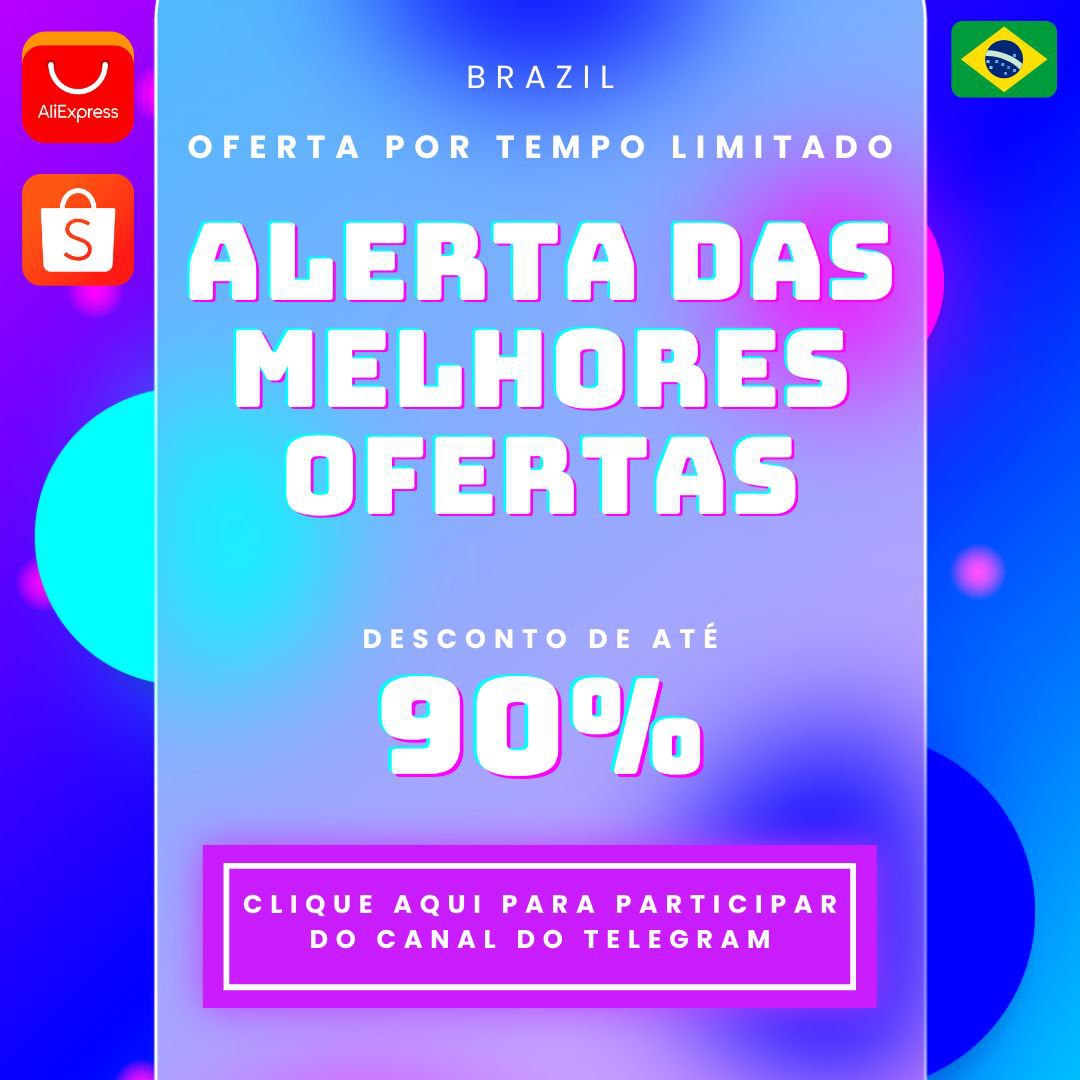 AliExpress
S
BRAZIL
OFERTA POR TEMPO LIMITADO
ALERTA DAS
MELHORES
OFERTAS
DESCONTO DE ATÉ
90%
CLIQUE AQUI PARA PARTICIPAR
DO CANAL DO TELEGRAM